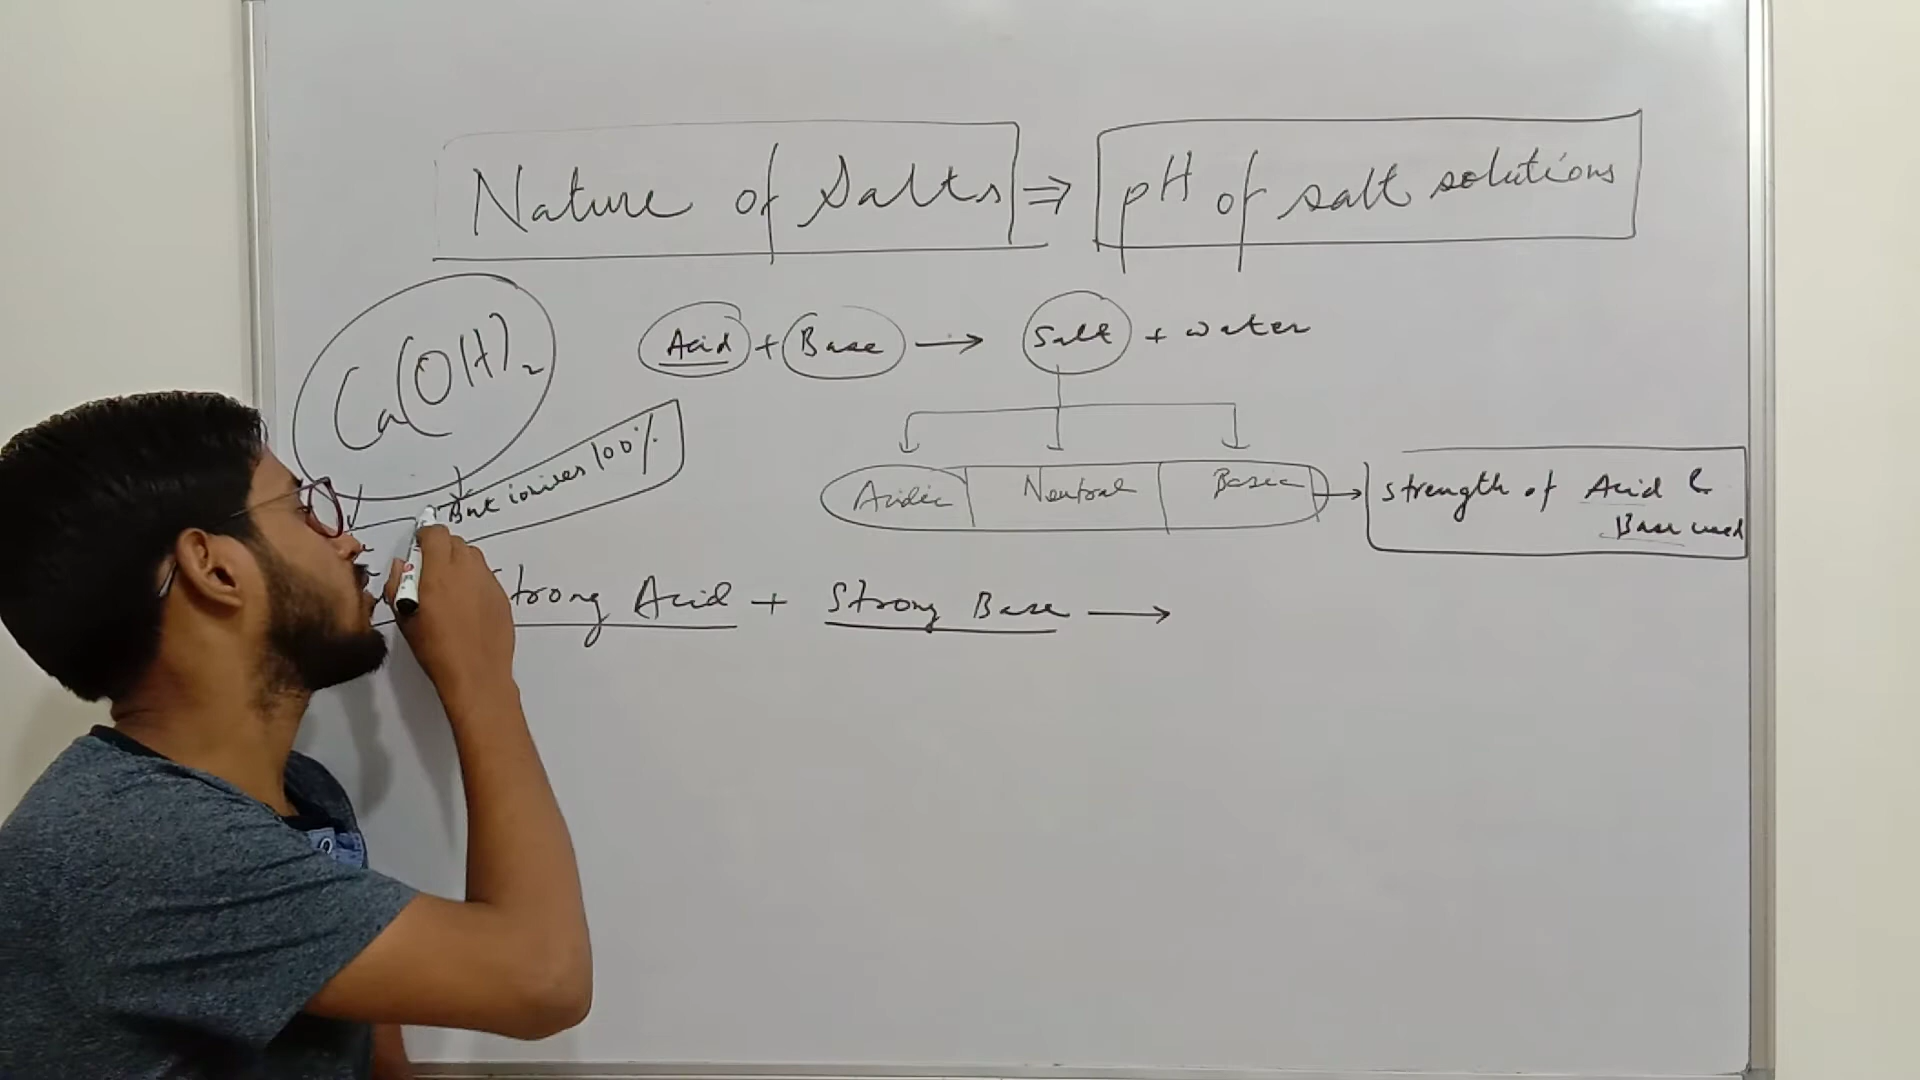 Nature of Salts ⇒ pH of salt solutions
Ca(OH)₂
Acid + Base → Salt + water
But ionises 100%
Acidic Neutral Basic → strength of Acid &
Base used
Strong Acid + Strong Base →